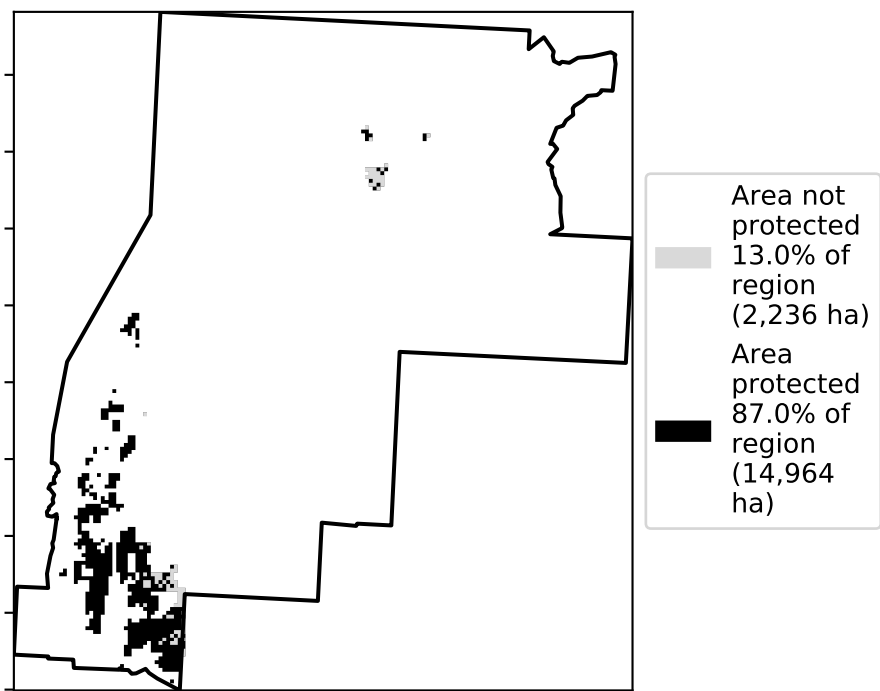 Area not
protected
13.0% of
region
(2,236 ha)
Area
protected
87.0% of
region
(14,964
ha)